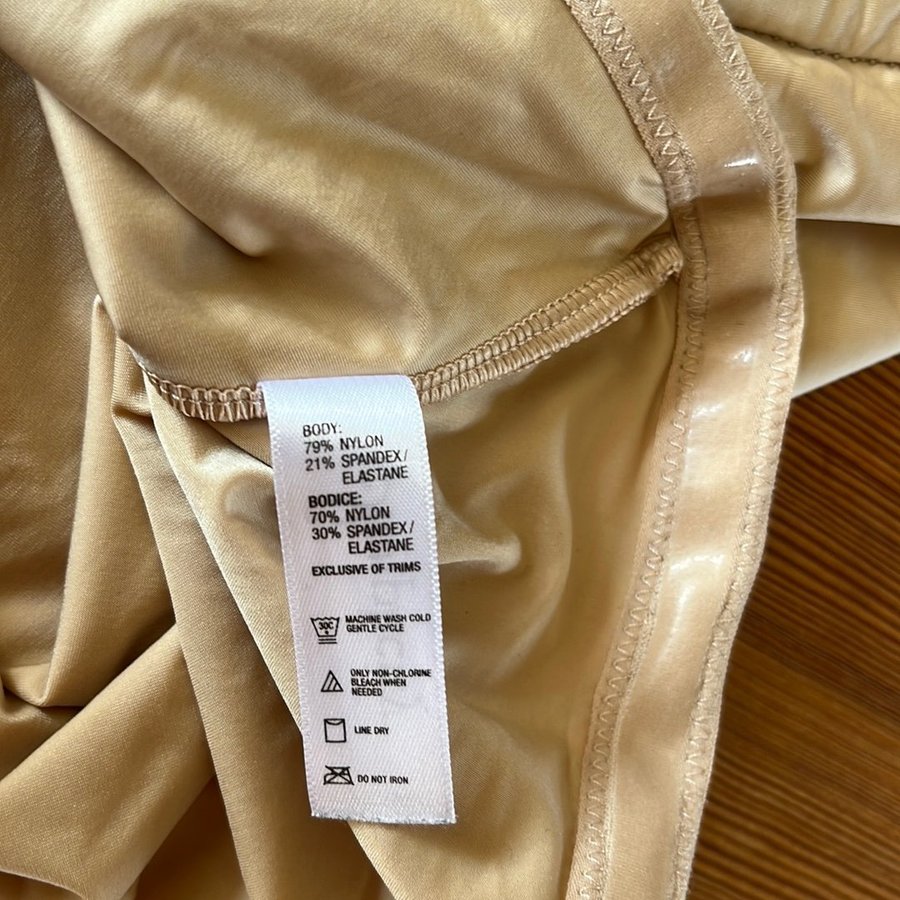 BODY:
79% NYLON
21% SPANDEX/
ELASTANE
BODICE:
70% NYLON
30% SPANDEX/
ELASTANE
EXCLUSIVE OF TRIMS
30C
MACHINE WASH COLD
GENTLE CYCLE
ONLY NON-CHLORINE
BLEACH WHEN
NEEDED
LINE DRY
DO NOT IRON